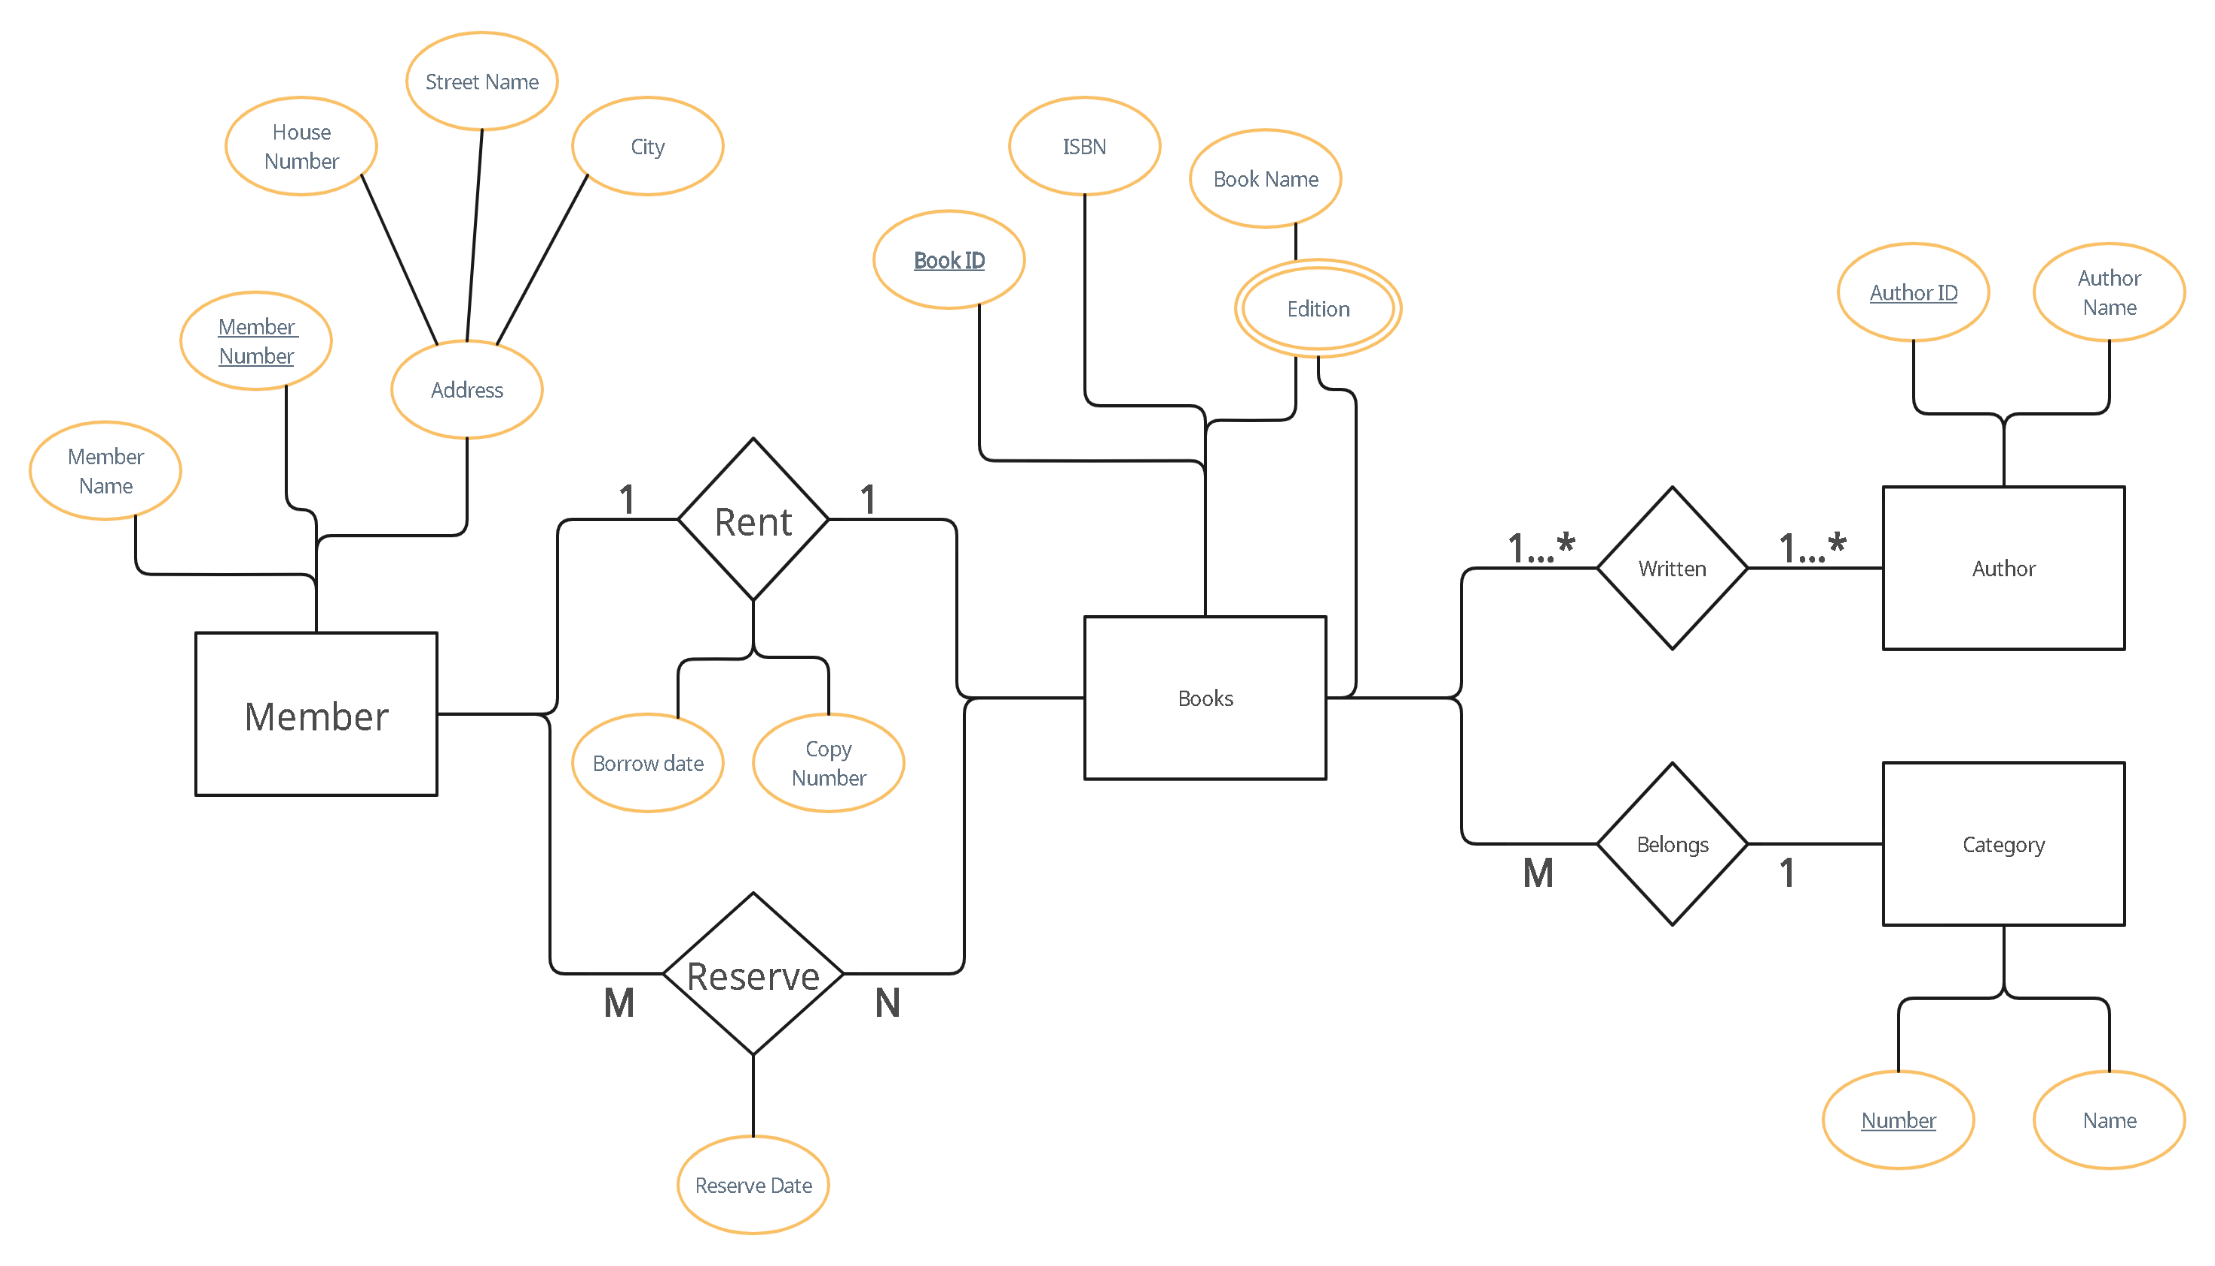 Street Name
House
Number
City
ISBN
Book Name
Book ID
Edition
Author ID
Author
Name
Member
Number
Address
Member
Name
1
1
Rent
1...*
1...*
Written
Author
Member
Books
Borrow date
Copy
Number
Belongs
Category
M
1
Reserve
M
N
Number
Name
Reserve Date